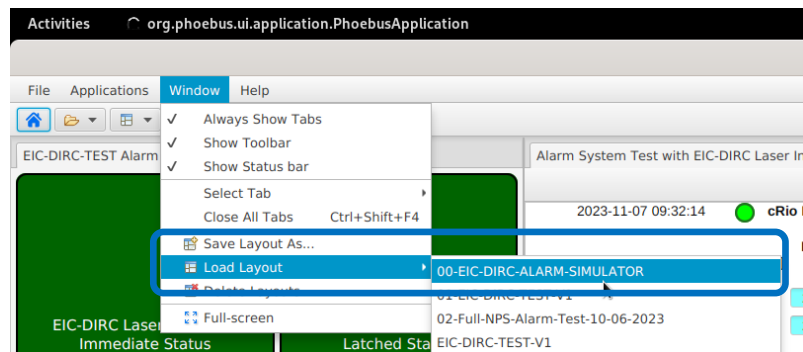 Activities org.phoebus.ui.application.PhoebusApplication
File Applications Window Help
✓ Always Show Tabs
✓ Show Toolbar
✓ Show Status bar
Select Tab
Close All Tabs Ctrl+Shift+F4
Save Layout As...
Load Layout
Delete Layouts
Full-screen
00-EIC-DIRC-ALARM-SIMULATOR
01-EIC-DIRC-TEST-V1
02-Full-NPS-Alarm-Test-10-06-2023
EIC-DIRC-TEST-V1
EIC-DIRC-TEST Alarm
EIC-DIRC Laser
Immediate Status
Latched Sta
Alarm System Test with EIC-DIRC Laser
2023-11-07 09:32:14 cRio